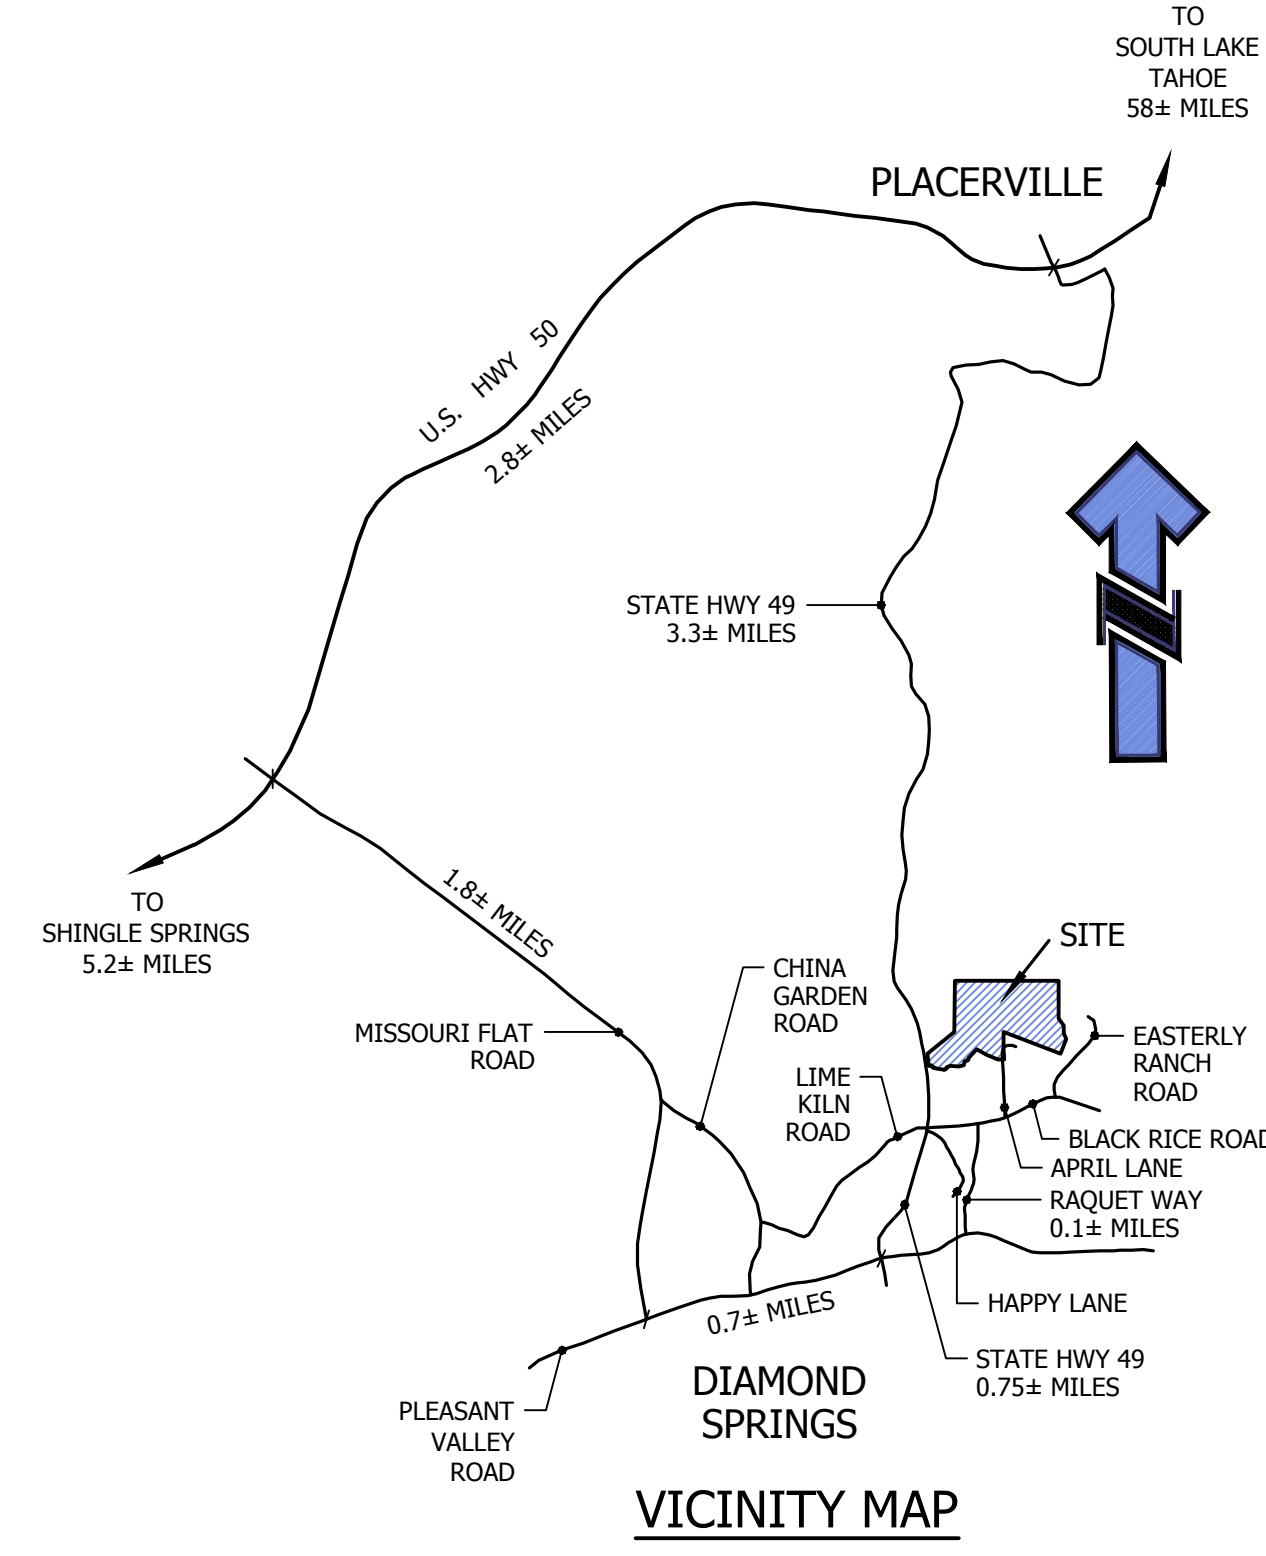 TO
SOUTH LAKE
TAHOE
58± MILES
PLACERVILLE
U.S. HWY 50
2.8± MILES
STATE HWY 49
3.3± MILES
TO
SHINGLE SPRINGS
5.2± MILES
1.8± MILES
SITE
CHINA
GARDEN
ROAD
MISSOURI FLAT
ROAD
EASTERLY
RANCH
ROAD
LIME
KILN
ROAD
BLACK RICE ROAD
APRIL LANE
RAQUET WAY
0.1± MILES
HAPPY LANE
0.7± MILES
STATE HWY 49
0.75± MILES
DIAMOND
SPRINGS
PLEASANT
VALLEY
ROAD
VICINITY MAP